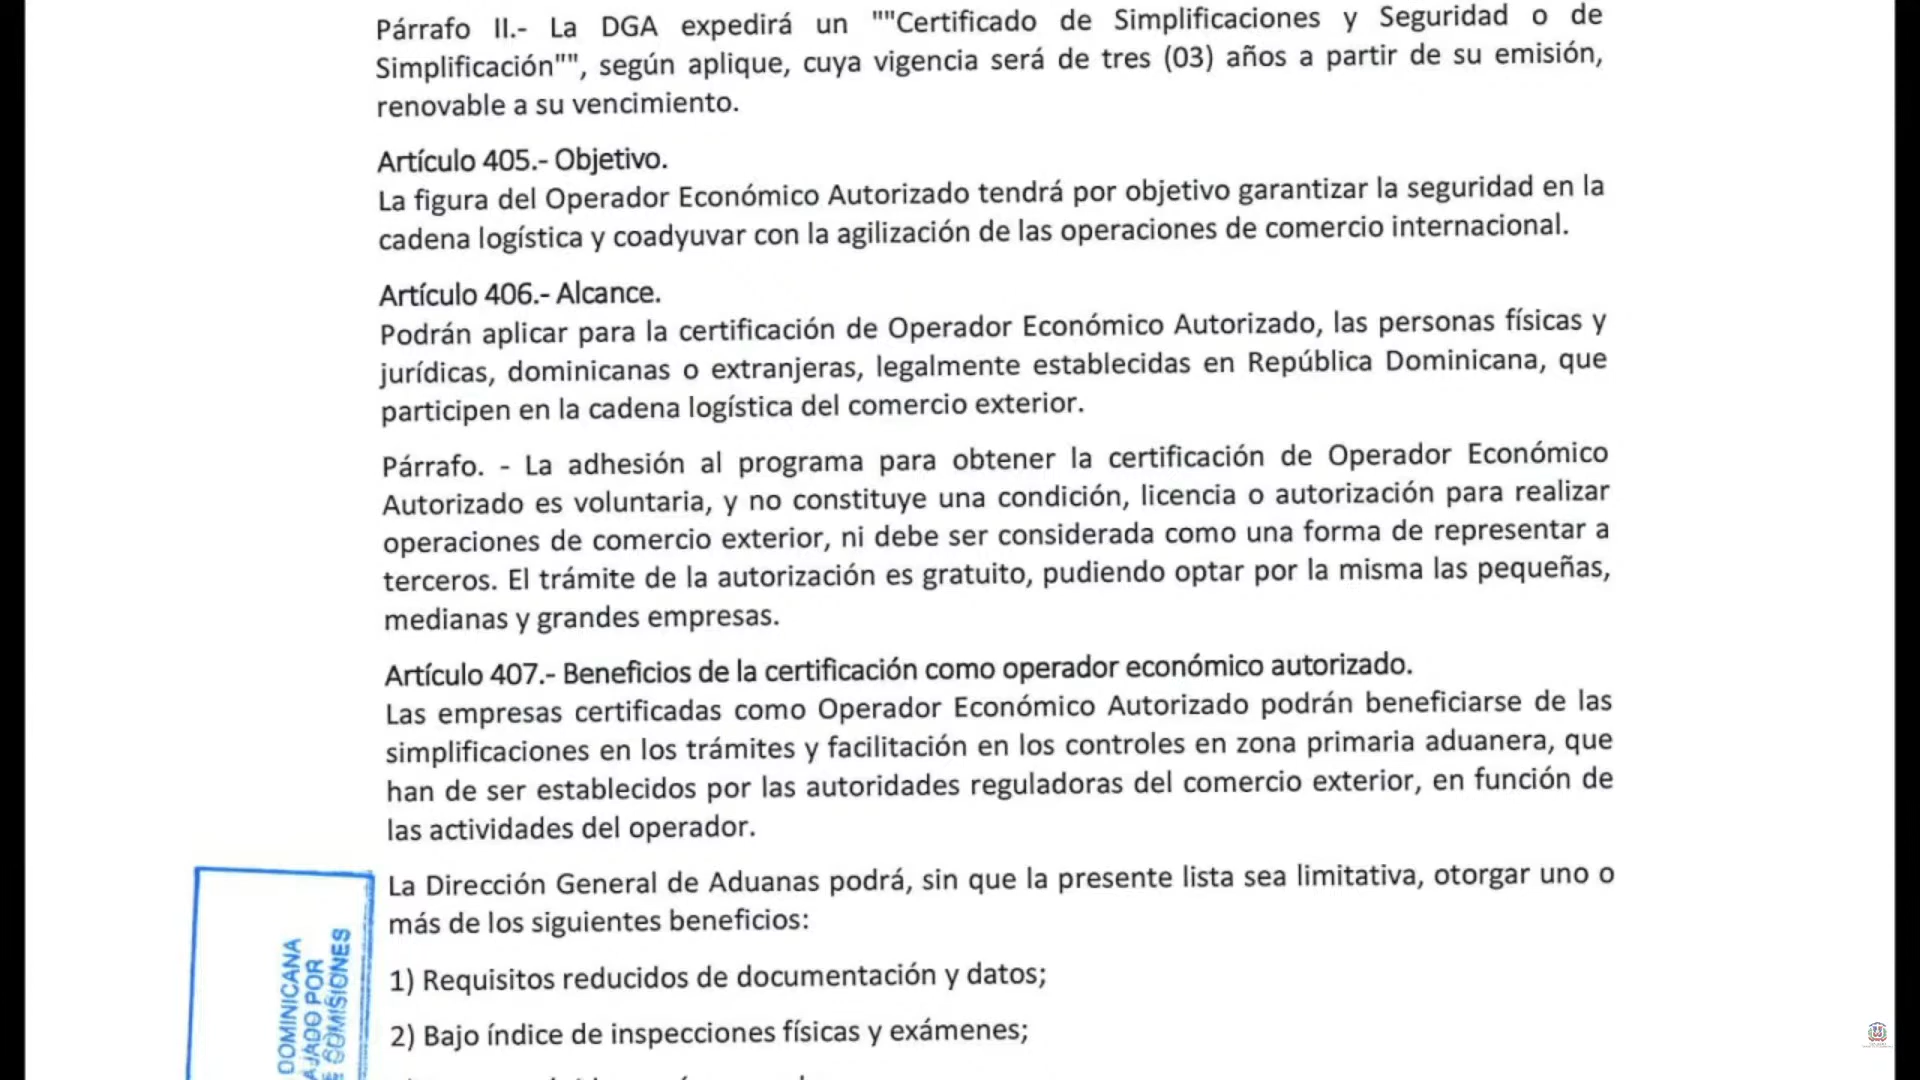 Párrafo II.- La DGA expedirá un ""Certificado de Simplificaciones y Seguridad o de
Simplificación"", según aplique, cuya vigencia será de tres (03) años a partir de su emisión,
renovable a su vencimiento.
Artículo 405.- Objetivo.
La figura del Operador Económico Autorizado tendrá por objetivo garantizar la seguridad en la
cadena logística y coadyuvar con la agilización de las operaciones de comercio internacional.
Artículo 406.- Alcance.
Podrán aplicar para la certificación de Operador Económico Autorizado, las personas físicas y
jurídicas, dominicanas o extranjeras, legalmente establecidas en República Dominicana, que
participen en la cadena logística del comercio exterior.
Párrafo. - La adhesión al programa para obtener la certificación de Operador Económico
Autorizado es voluntaria, y no constituye una condición, licencia o autorización para realizar
operaciones de comercio exterior, ni debe ser considerada como una forma de representar a
terceros. El trámite de la autorización es gratuito, pudiendo optar por la misma las pequeñas,
medianas y grandes empresas.
Artículo 407.- Beneficios de la certificación como operador económico autorizado.
Las empresas certificadas como Operador Económico Autorizado podrán beneficiarse de las
simplificaciones en los trámites y facilitación en los controles en zona primaria aduanera, que
han de ser establecidos por las autoridades reguladoras del comercio exterior, en función de
las actividades del operador.
La Dirección General de Aduanas podrá, sin que la presente lista sea limitativa, otorgar uno o
más de los siguientes beneficios:
1) Requisitos reducidos de documentación y datos;
2) Bajo índice de inspecciones físicas y exámenes;
DOMINICANA
AJADO POR
E COMISIONES